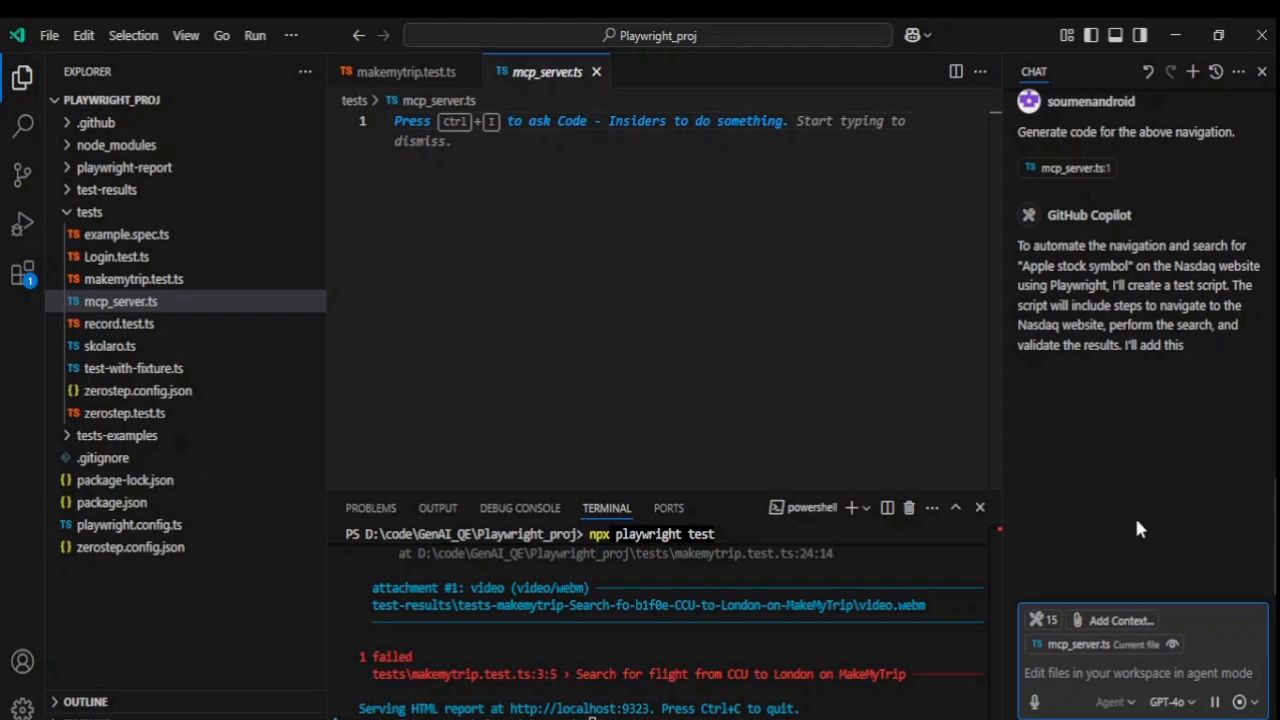 File Edit Selection View Go Run ···
Playwright_proj
EXPLORER
PLAYWRIGHT_PROJ
.github
node_modules
playwright-report
test-results
tests
TS example.spec.ts
TS Login.test.ts
TS makemytrip.test.ts
TS mcp_server.ts
TS record.test.ts
TS skolaro.ts
TS test-with-fixture.ts
{} zerostep.config.json
TS zerostep.test.ts
tests-examples
.gitignore
{} package-lock.json
{} package.json
TS playwright.config.ts
{} zerostep.config.json
OUTLINE
1
TS makemytrip.test.ts TS mcp_server.ts
tests > TS mcp_server.ts
1 Press Ctrl+I to ask Code - Insiders to do something. Start typing to
dismiss.
PROBLEMS OUTPUT DEBUG CONSOLE TERMINAL PORTS powershell
PS D:\code\GenAI_QE\Playwright_proj> npx playwright test
at D:\code\GenAI_QE\Playwright_proj\tests\makemytrip.test.ts:24:14
attachment #1: video (video/webm)
test-results\tests-makemytrip-Search-fo-b1f0e-CCU-to-London-on-MakeMyTrip\video.webm
1 failed
tests\makemytrip.test.ts:3:5 › Search for flight from CCU to London on MakeMyTrip
Serving HTML report at http://localhost:9323. Press Ctrl+C to quit.
CHAT
soumenandroid
Generate code for the above navigation.
TS mcp_server.ts:1
GitHub Copilot
To automate the navigation and search for
"Apple stock symbol" on the Nasdaq website
using Playwright, I'll create a test script. The
script will include steps to navigate to the
Nasdaq website, perform the search, and
validate the results. I'll add this
15 Add Context...
TS mcp_server.ts Current file
Edit files in your workspace in agent mode
Agent GPT-4o